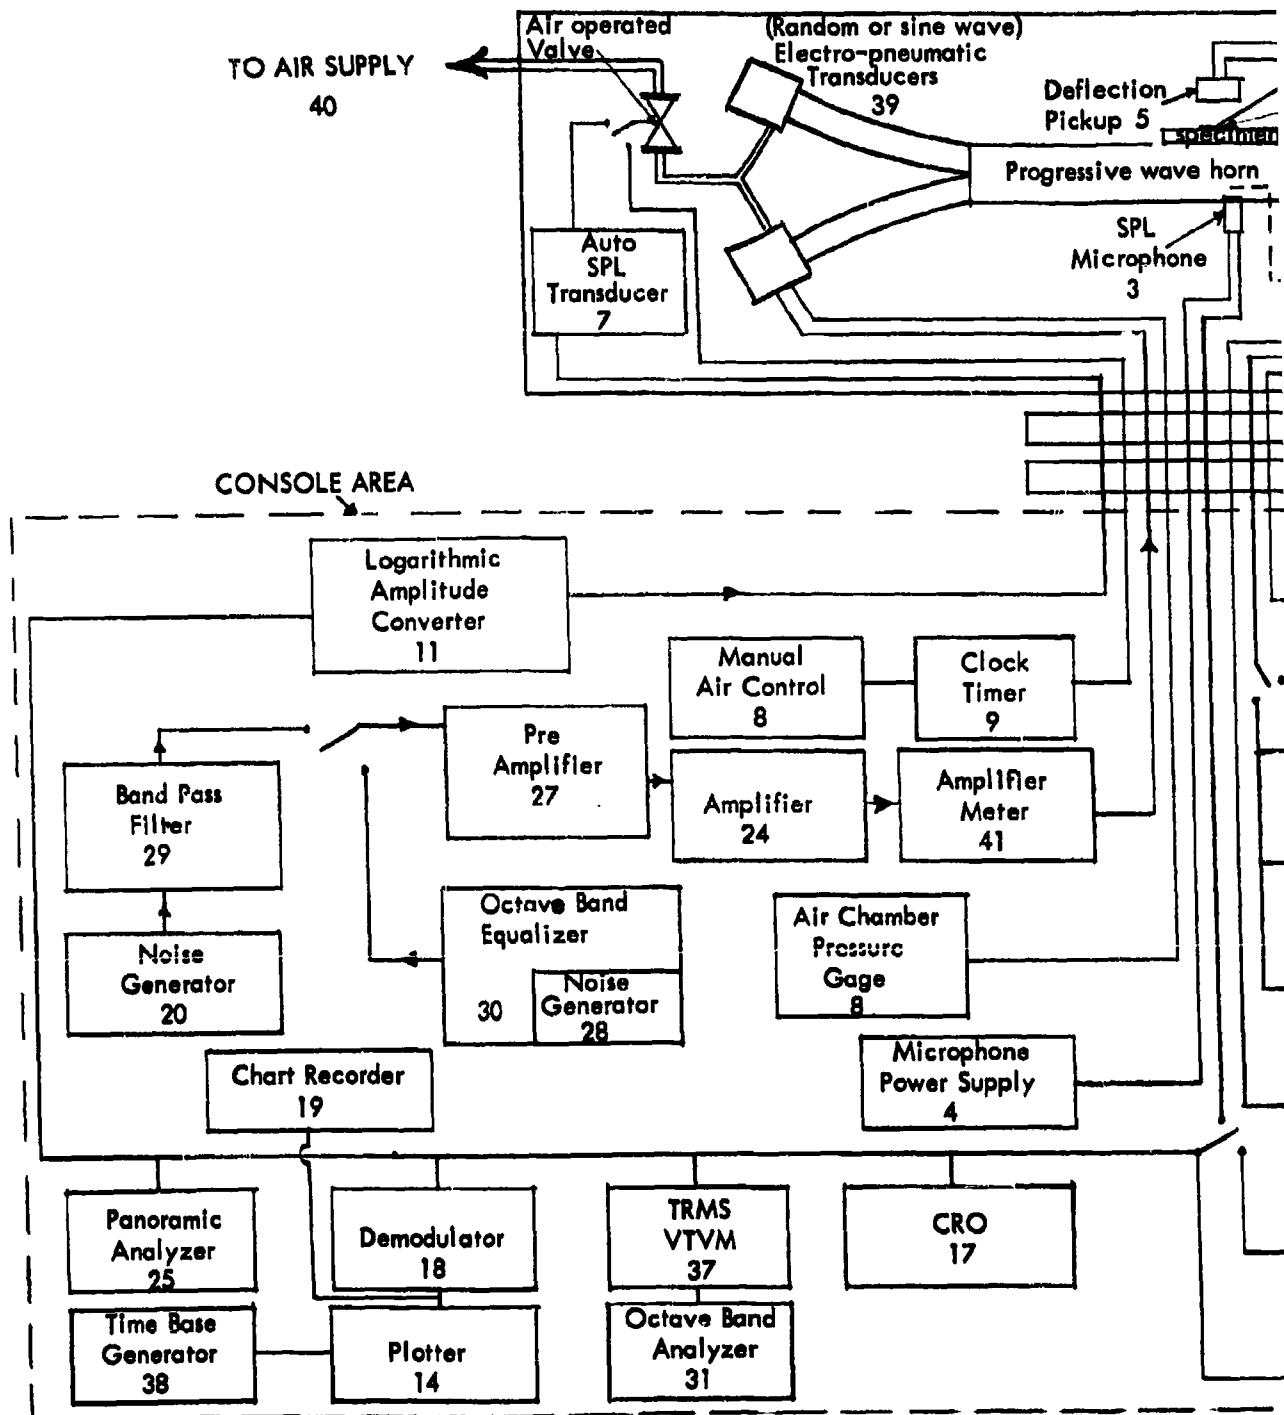 Air operated
Valve
(Random or sine wave)
Electro-pneumatic
Transducers
39
TO AIR SUPPLY
40
Deflection
Pickup 5
specimen
Progressive wave horn
SPL
Microphone
3
Auto
SPL
Transducer
7
CONSOLE AREA
Logarithmic
Amplitude
Converter
11
Manual
Air Control
8
Clock
Timer
9
Pre
Amplifier
27
Band Pass
Filter
29
Amplifier
24
Amplifier
Meter
41
Octave Band
Equalizer
30
Noise
Generator
28
Air Chamber
Pressure
Gage
8
Noise
Generator
20
Chart Recorder
19
Microphone
Power Supply
4
Panoramic
Analyzer
25
Demodulator
18
TRMS
VTVM
37
CRO
17
Time Base
Generator
38
Plotter
14
Octave Band
Analyzer
31